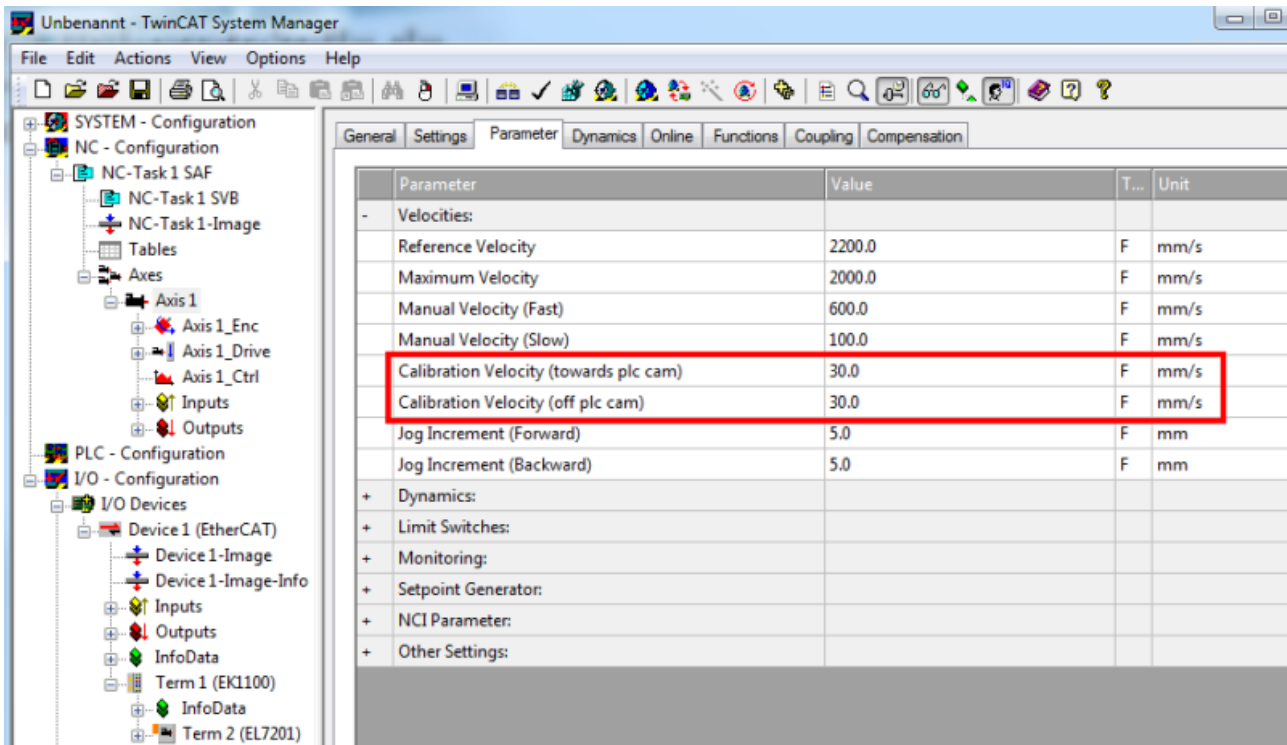 Unbenannt - TwinCAT System Manager
File Edit Actions View Options Help
SYSTEM - Configuration
NC - Configuration
NC-Task 1 SAF
NC-Task 1 SVB
NC-Task 1-Image
Tables
Axes
Axis 1
Axis 1_Enc
Axis 1_Drive
Axis 1_Ctrl
Inputs
Outputs
PLC - Configuration
I/O - Configuration
I/O Devices
Device 1 (EtherCAT)
Device 1-Image
Device 1-Image-Info
Inputs
Outputs
InfoData
Term 1 (EK1100)
InfoData
Term 2 (EL7201)
General Settings Parameter Dynamics Online Functions Coupling Compensation
Parameter Value T... Unit
- Velocities:
Reference Velocity 2200.0 F mm/s
Maximum Velocity 2000.0 F mm/s
Manual Velocity (Fast) 600.0 F mm/s
Manual Velocity (Slow) 100.0 F mm/s
Calibration Velocity (towards plc cam) 30.0 F mm/s
Calibration Velocity (off plc cam) 30.0 F mm/s
Jog Increment (Forward) 5.0 F mm
Jog Increment (Backward) 5.0 F mm
+ Dynamics:
+ Limit Switches:
+ Monitoring:
+ Setpoint Generator:
+ NCI Parameter:
+ Other Settings: